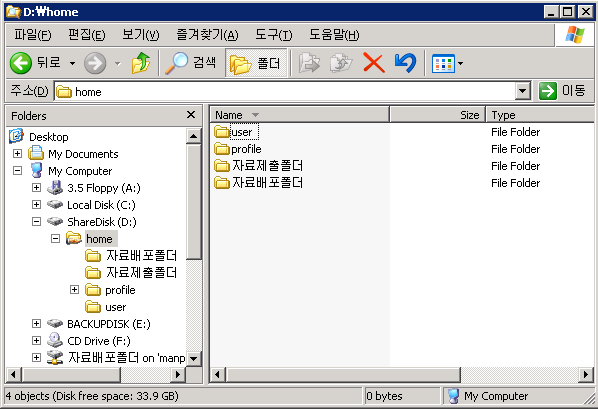 D:₩home
파일(F) 편집(E) 보기(V) 즐겨찾기(A) 도구(T) 도움말(H)
뒤로 검색 폴더
주소(D) home 이동
Folders
Desktop
My Documents
My Computer
3.5 Floppy (A:)
Local Disk (C:)
ShareDisk (D:)
home
자료배포폴더
자료제출폴더
profile
user
BACKUPDISK (E:)
CD Drive (F:)
자료배포폴더 on 'manp
Name Size Type
user File Folder
profile File Folder
자료제출폴더 File Folder
자료배포폴더 File Folder
4 objects (Disk free space: 33.9 GB) 0 bytes My Computer